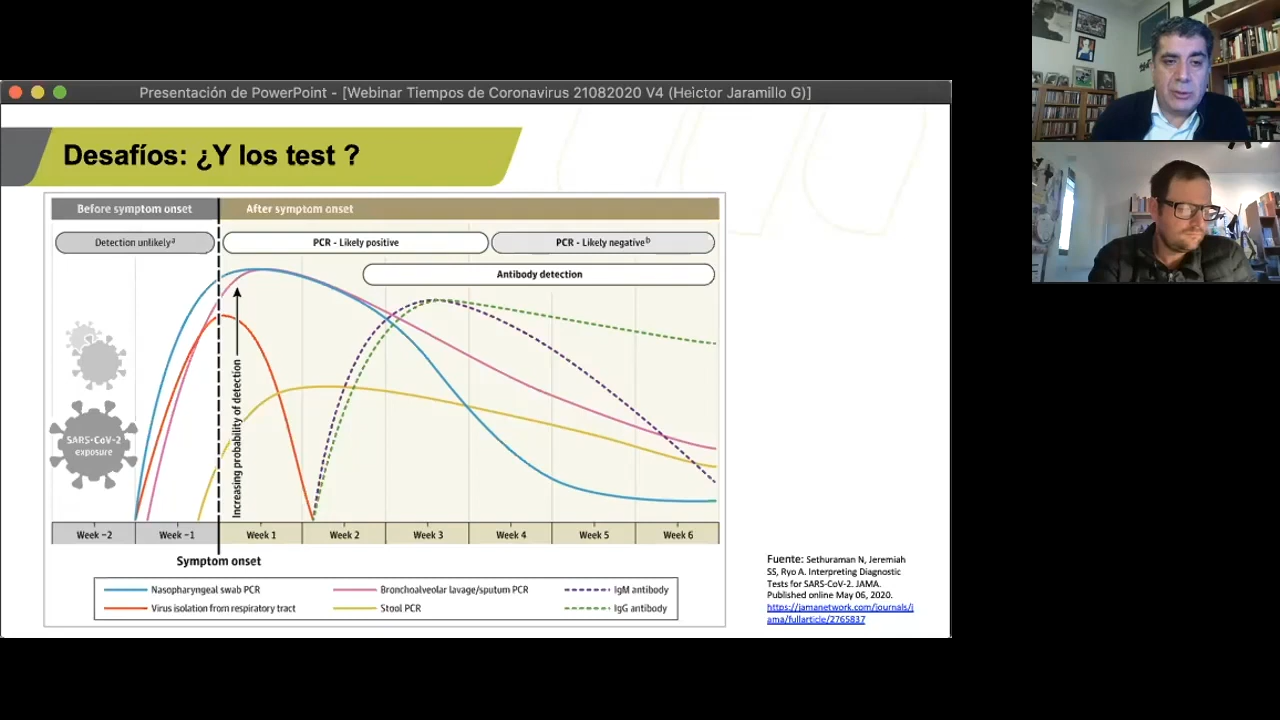 Presentación de PowerPoint - [Webinar Tiempos de Coronavirus 21082020 V4 (Heictor Jaramillo G)]
Desafíos: ¿Y los test ?
Before symptom onset
After symptom onset
Detection unlikelyª
PCR - Likely positive
PCR - Likely negativeᵇ
Antibody detection
Increasing probability of detection
SARS-CoV-2
exposure
Week −2
Week −1
Week 1
Week 2
Week 3
Week 4
Week 5
Week 6
Symptom onset
Nasopharyngeal swab PCR
Bronchoalveolar lavage/sputum PCR
IgM antibody
Virus isolation from respiratory tract
Stool PCR
IgG antibody
Fuente: Sethuraman N, Jeremiah
SS, Ryo A. Interpreting Diagnostic
Tests for SARS-CoV-2. JAMA.
Published online May 06, 2020.
https://jamanetwork.com/journals/j
ama/fullarticle/2765837